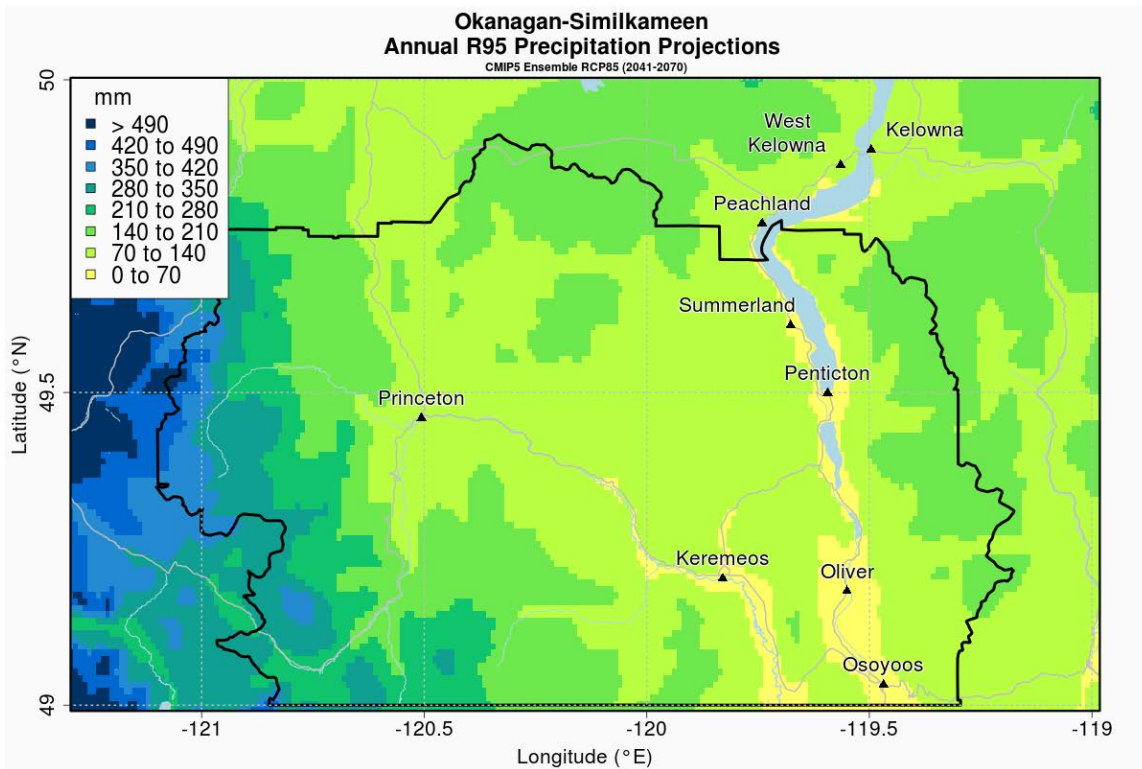 Okanagan-Similkameen
Annual R95 Precipitation Projections
CMIP5 Ensemble RCP85 (2041-2070)
mm
> 490
420 to 490
350 to 420
280 to 350
210 to 280
140 to 210
70 to 140
0 to 70
West
Kelowna
Kelowna
Peachland
Summerland
Penticton
Princeton
Keremeos
Oliver
Osoyoos
50
49.5
49
Latitude (°N)
-121
-120.5
-120
-119.5
-119
Longitude (°E)